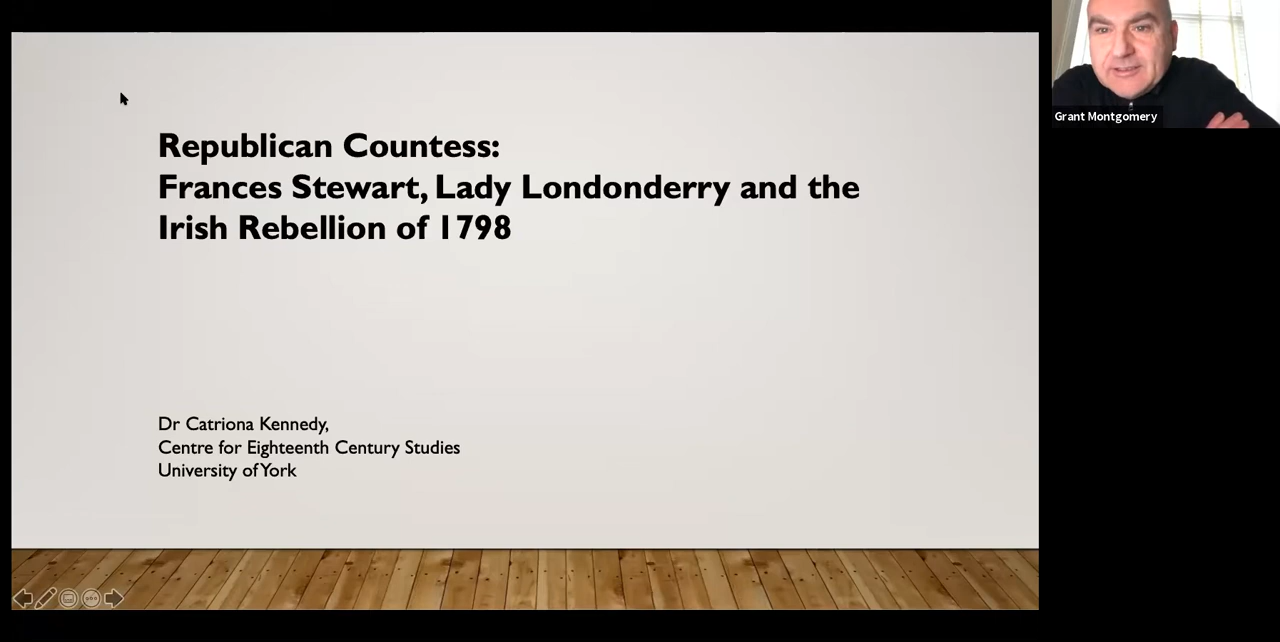 Republican Countess:
Frances Stewart, Lady Londonderry and the
Irish Rebellion of 1798
Dr Catriona Kennedy,
Centre for Eighteenth Century Studies
University of York
Grant Montgomery